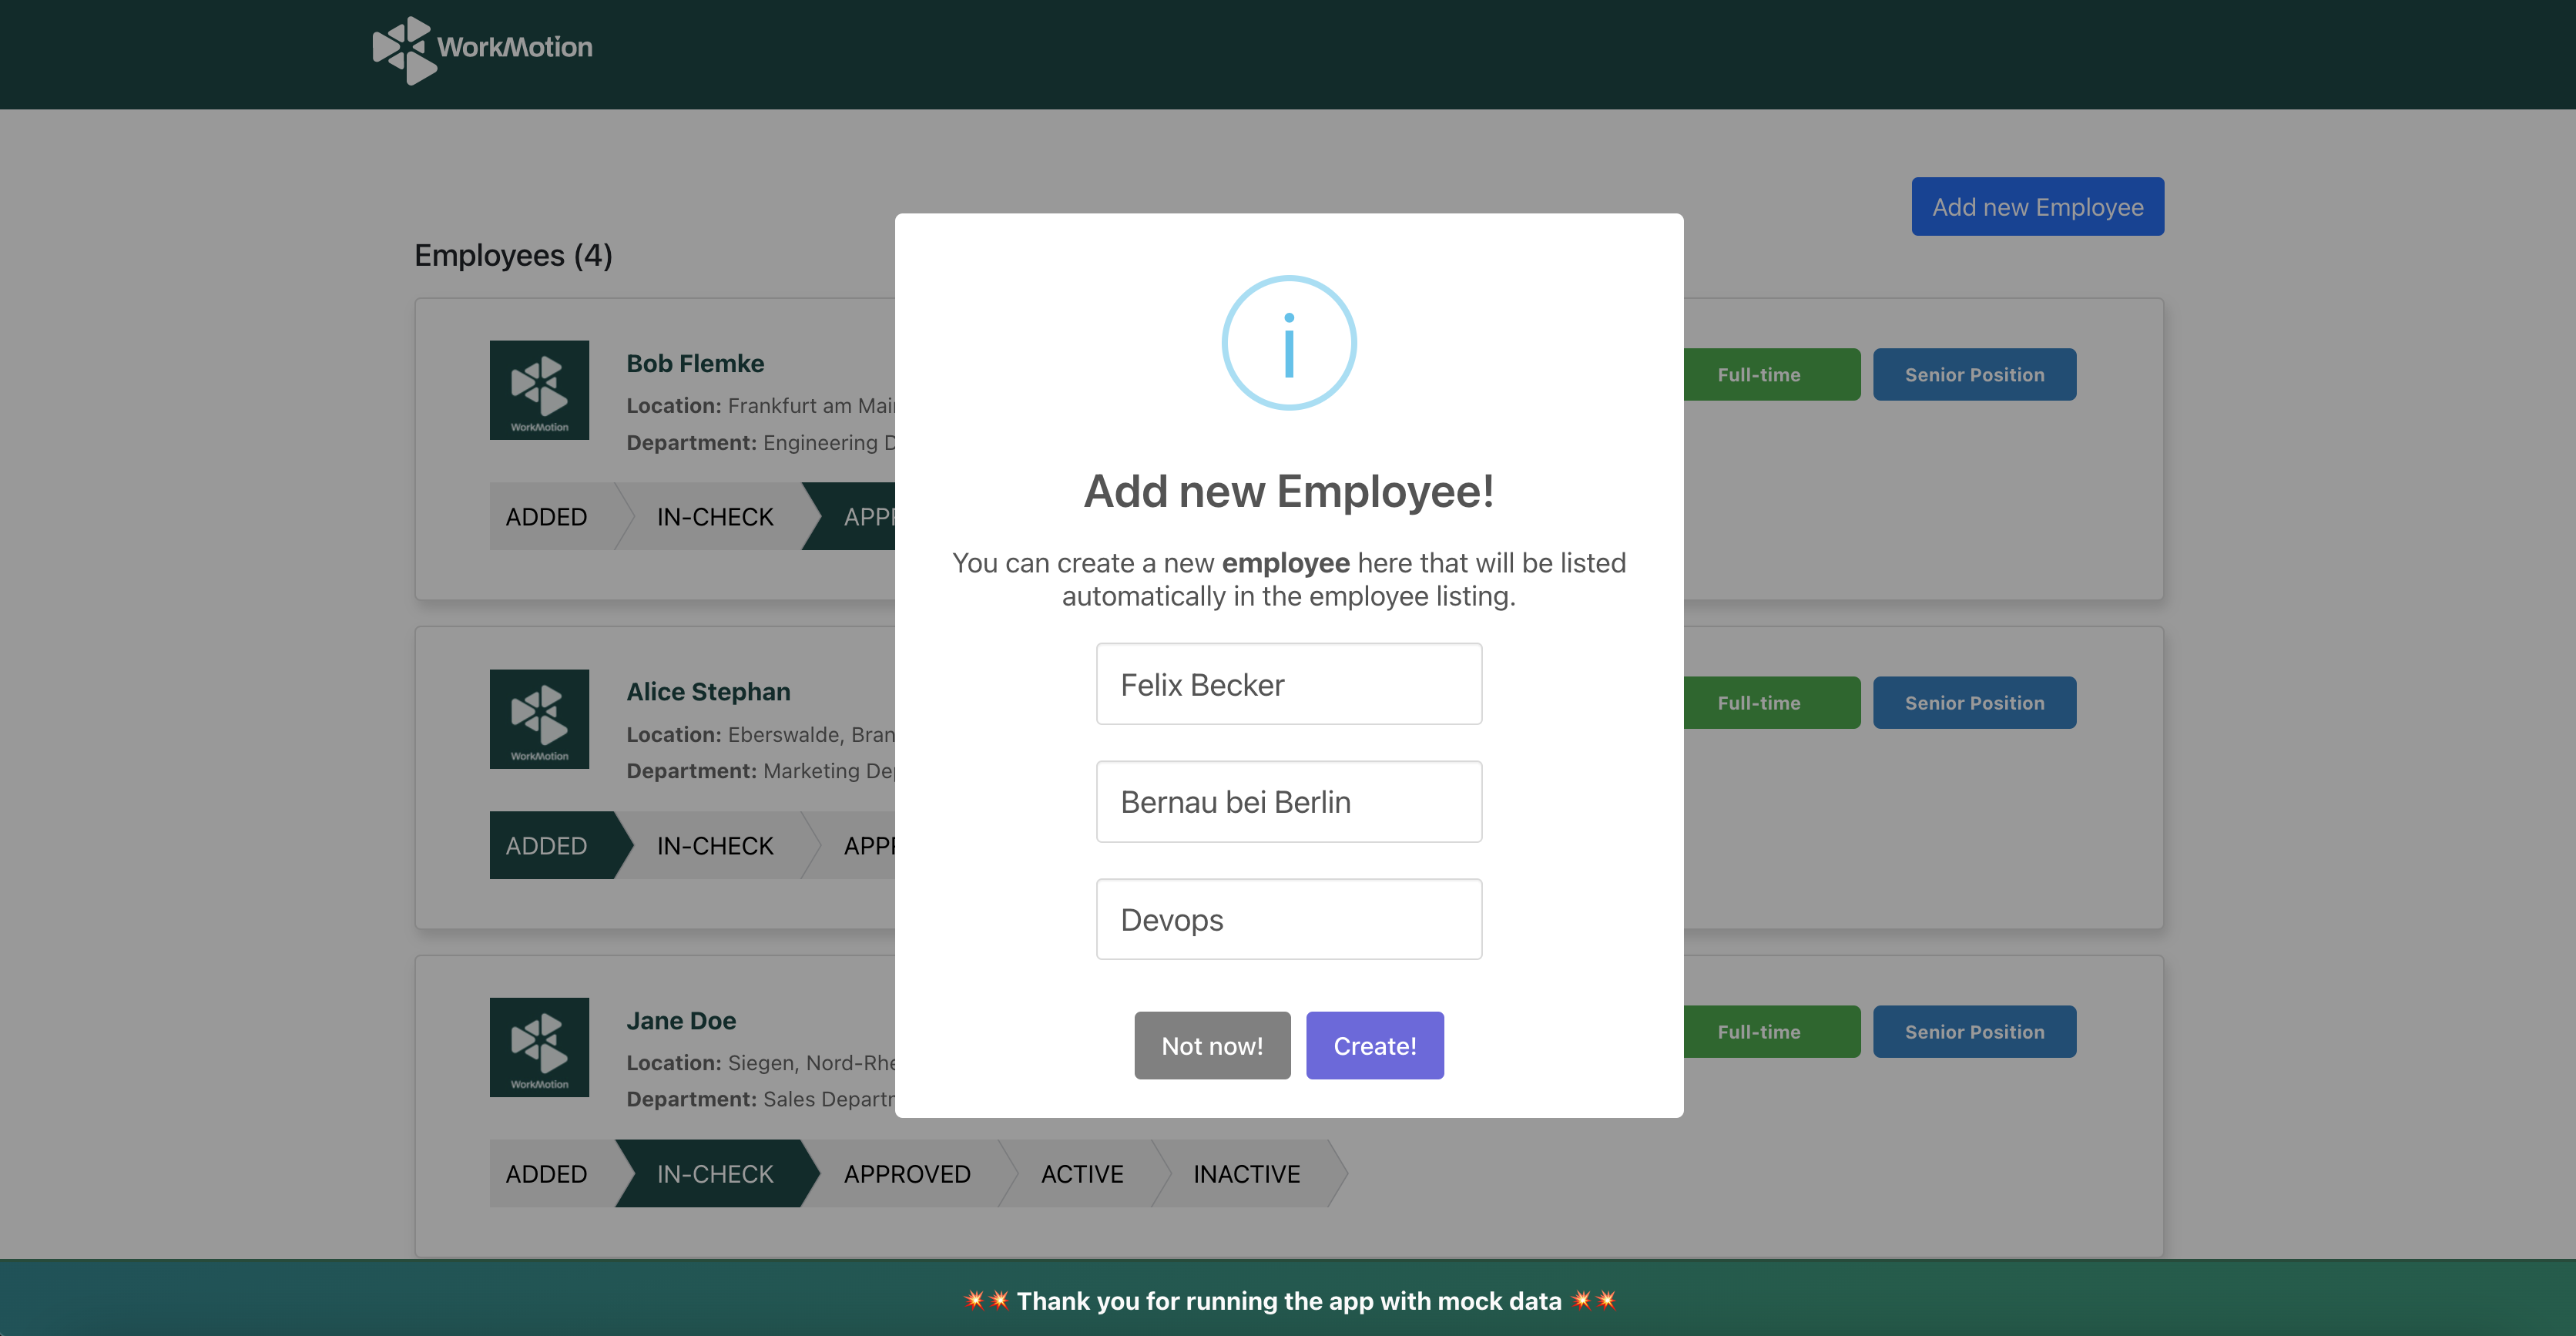 WorkMotion
Add new Employee
Employees (4)
WorkMotion
Bob Flemke
Location: Frankfurt am Mai
Department: Engineering
Full-time
Senior Position
ADDED
IN-CHECK
WorkMotion
Alice Stephan
Location: Eberswalde, Bran
Department: Marketing De
Full-time
Senior Position
ADDED
IN-CHECK
WorkMotion
Jane Doe
Location: Siegen, Nord-Rhe
Department: Sales Depart
Full-time
Senior Position
ADDED
IN-CHECK
APPROVED
ACTIVE
INACTIVE
i
Add new Employee!
You can create a new employee here that will be listed
automatically in the employee listing.
Felix Becker
Bernau bei Berlin
Devops
Not now!
Create!
💥💥 Thank you for running the app with mock data 💥💥